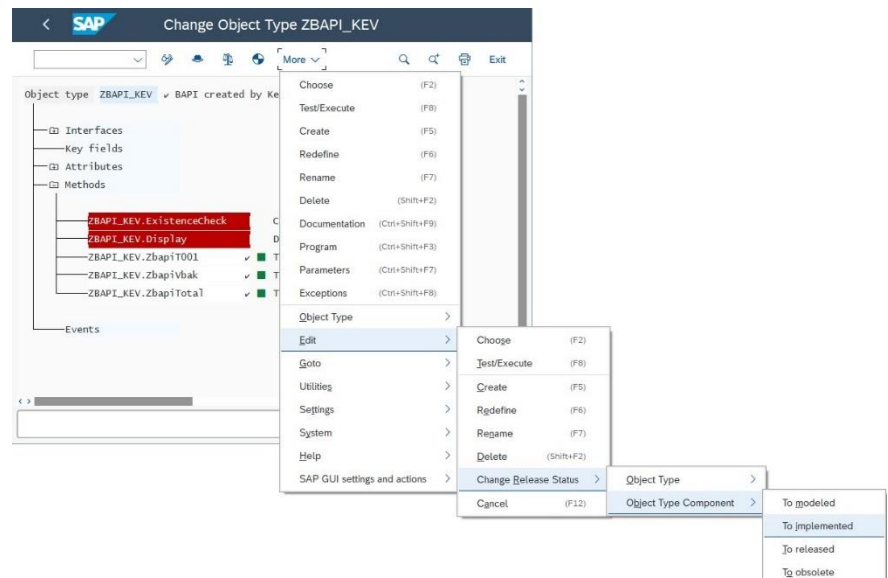 SAP Change Object Type ZBAPI_KEV
More Exit
Object type ZBAPI_KEV BAPI created by Ke
Interfaces
Key fields
Attributes
Methods
ZBAPI_KEV.ExistenceCheck C
ZBAPI_KEV.Display D
ZBAPI_KEV.ZbapiT001 T
ZBAPI_KEV.ZbapiVbak T
ZBAPI_KEV.ZbapiTotal T
Events
Choose (F2)
Test/Execute (F8)
Create (F5)
Redefine (F6)
Rename (F7)
Delete (Shift+F2)
Documentation (Ctrl+Shift+F9)
Program (Ctrl+Shift+F3)
Parameters (Ctrl+Shift+F7)
Exceptions (Ctrl+Shift+F8)
Object Type
Edit
Goto
Utilities
Settings
System
Help
SAP GUI settings and actions
Choose (F2)
Test/Execute (F8)
Create (F5)
Redefine (F6)
Rename (F7)
Delete (Shift+F2)
Change Release Status
Cancel (F12)
Object Type
Object Type Component
To modeled
To implemented
To released
To obsolete